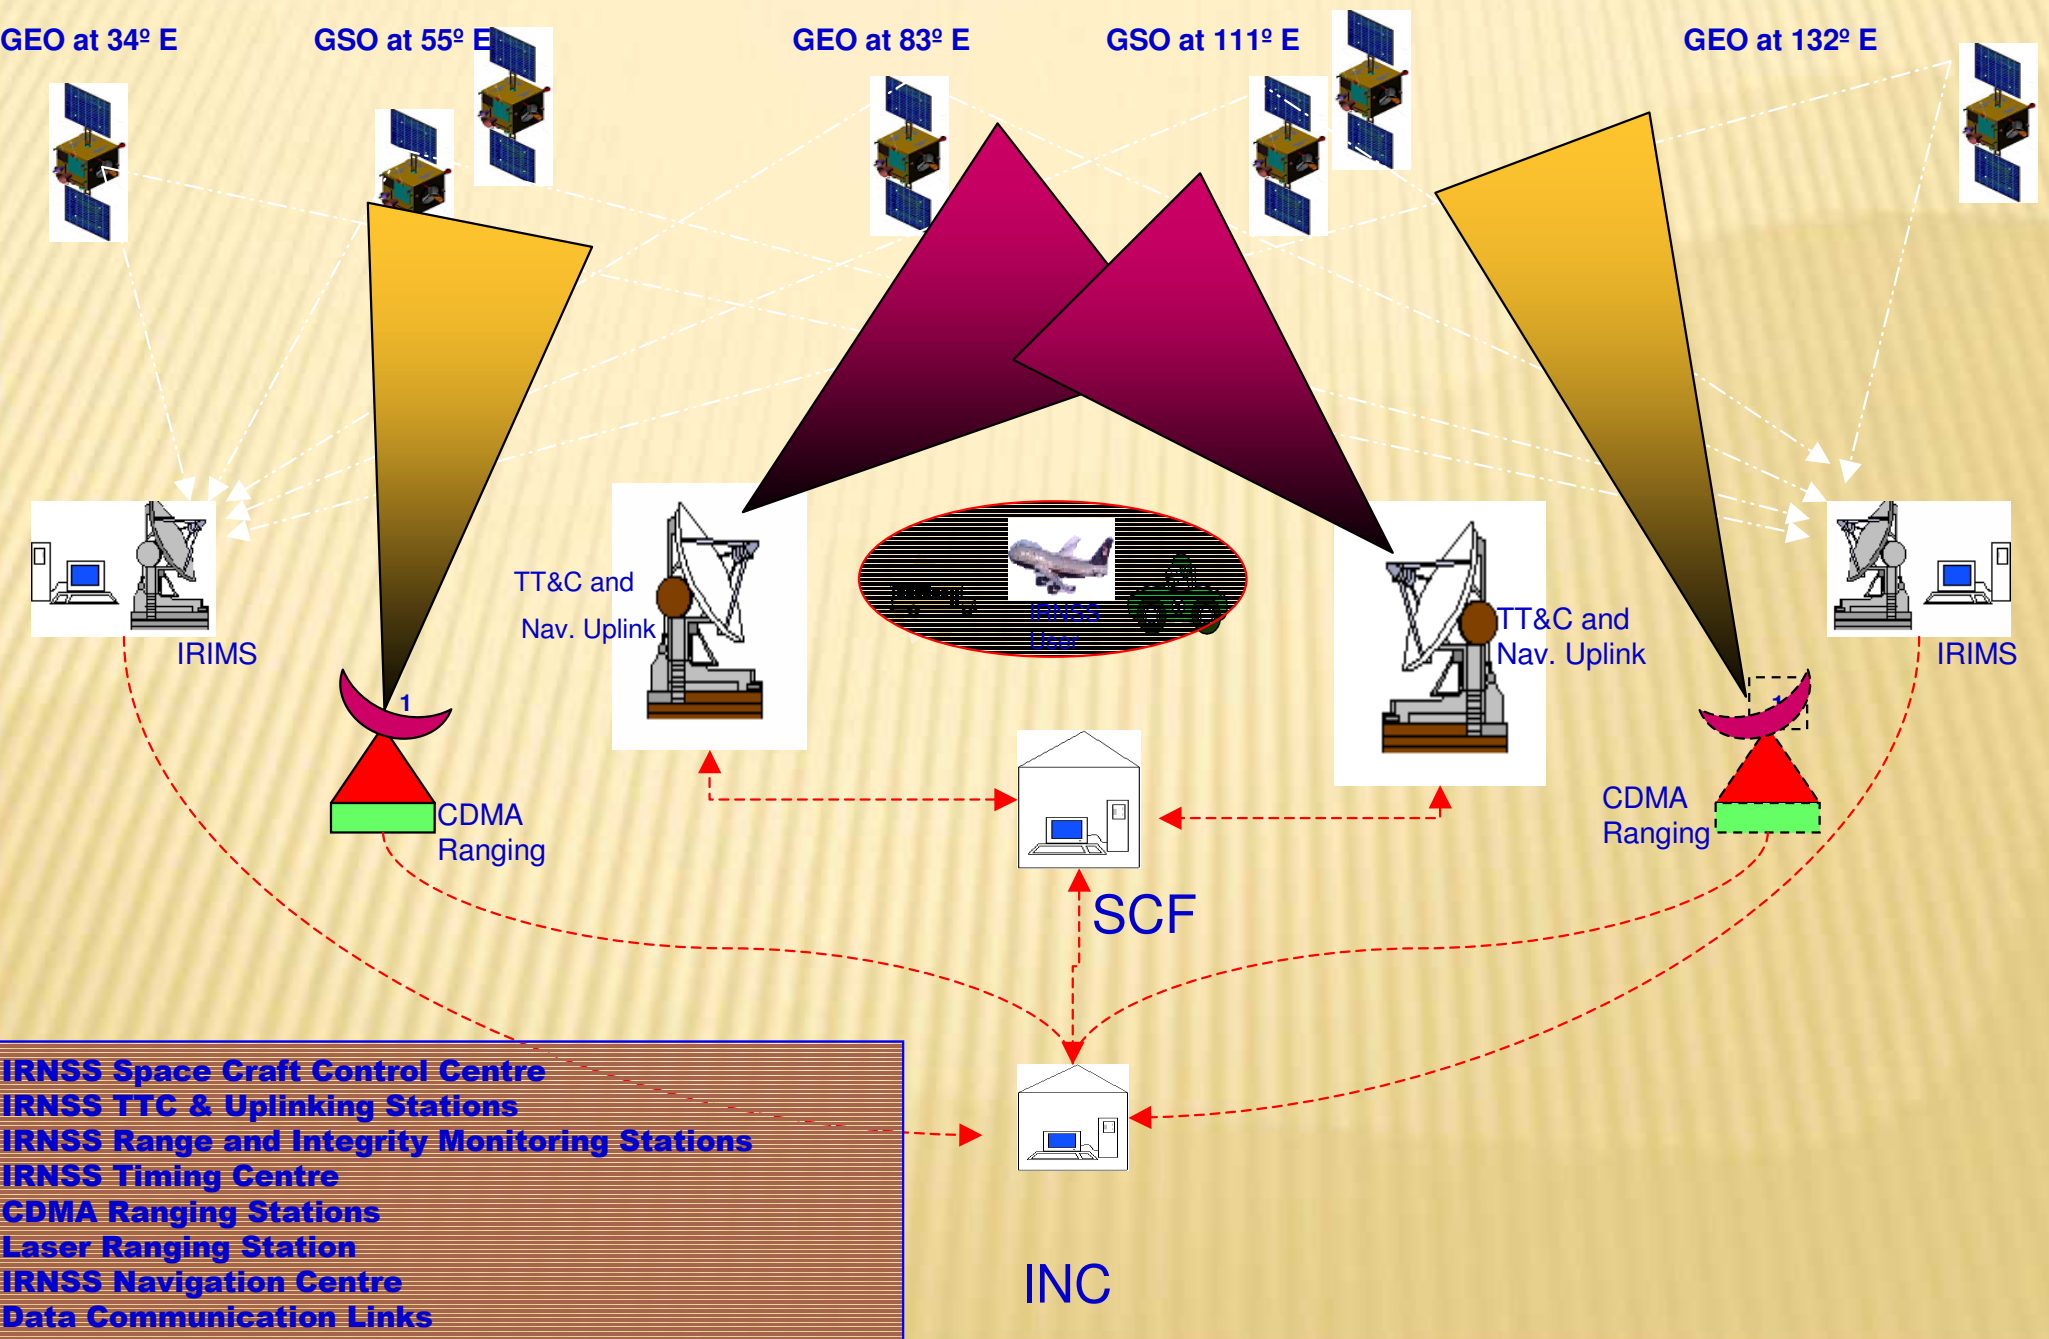 GEO at 34º E
GSO at 55º E
GEO at 83º E
GSO at 111º E
GEO at 132º E
TT&C and
Nav. Uplink
IRNSS
User
TT&C and
Nav. Uplink
IRIMS
IRIMS
1
1
CDMA
Ranging
CDMA
Ranging
SCF
IRNSS Space Craft Control Centre
IRNSS TTC & Uplinking Stations
IRNSS Range and Integrity Monitoring Stations
IRNSS Timing Centre
CDMA Ranging Stations
Laser Ranging Station
IRNSS Navigation Centre
Data Communication Links
INC